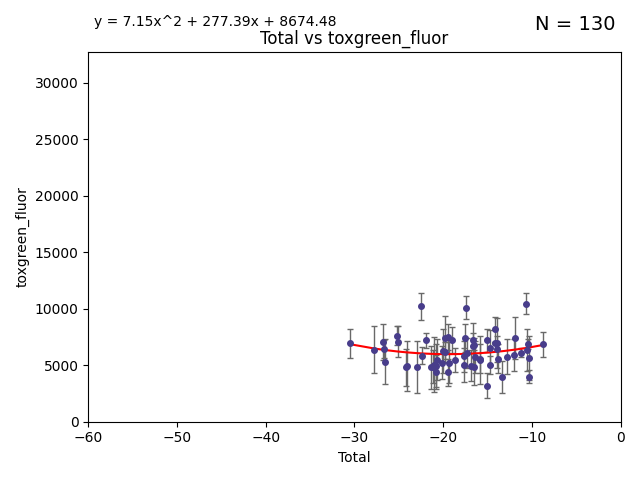 y = 7.15x^2 + 277.39x + 8674.48
N = 130
Total vs toxgreen_fluor
30000
25000
20000
15000
10000
5000
0
toxgreen_fluor
−60
−50
−40
−30
−20
−10
0
Total